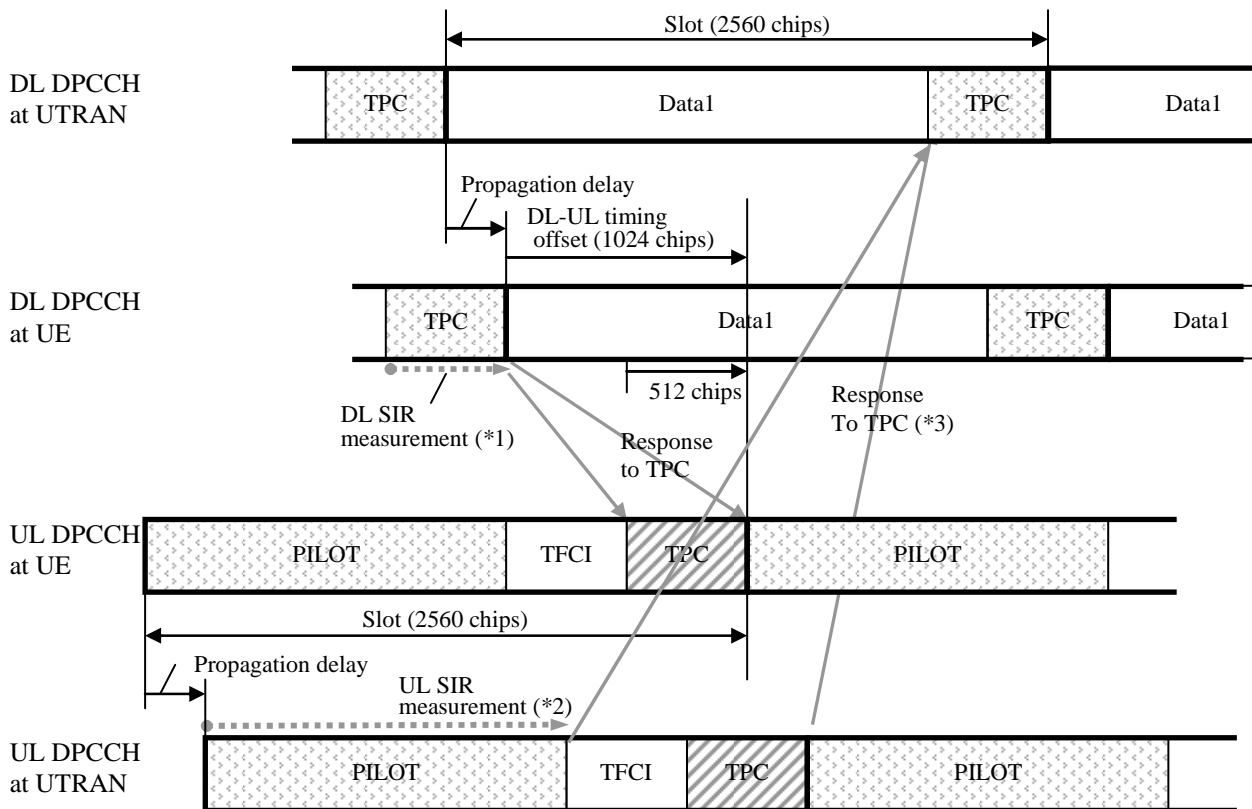 Slot (2560 chips)
DL DPCCH
at UTRAN
TPC
Data1
TPC
Data1
Propagation delay
DL-UL timing
offset (1024 chips)
DL DPCCH
at UE
TPC
Data1
TPC
Data1
512 chips
DL SIR
measurement (*1)
Response
to TPC
Response
To TPC (*3)
UL DPCCH
at UE
PILOT
TFCI
TPC
PILOT
Slot (2560 chips)
Propagation delay
UL SIR
measurement (*2)
UL DPCCH
at UTRAN
PILOT
TFCI
TPC
PILOT